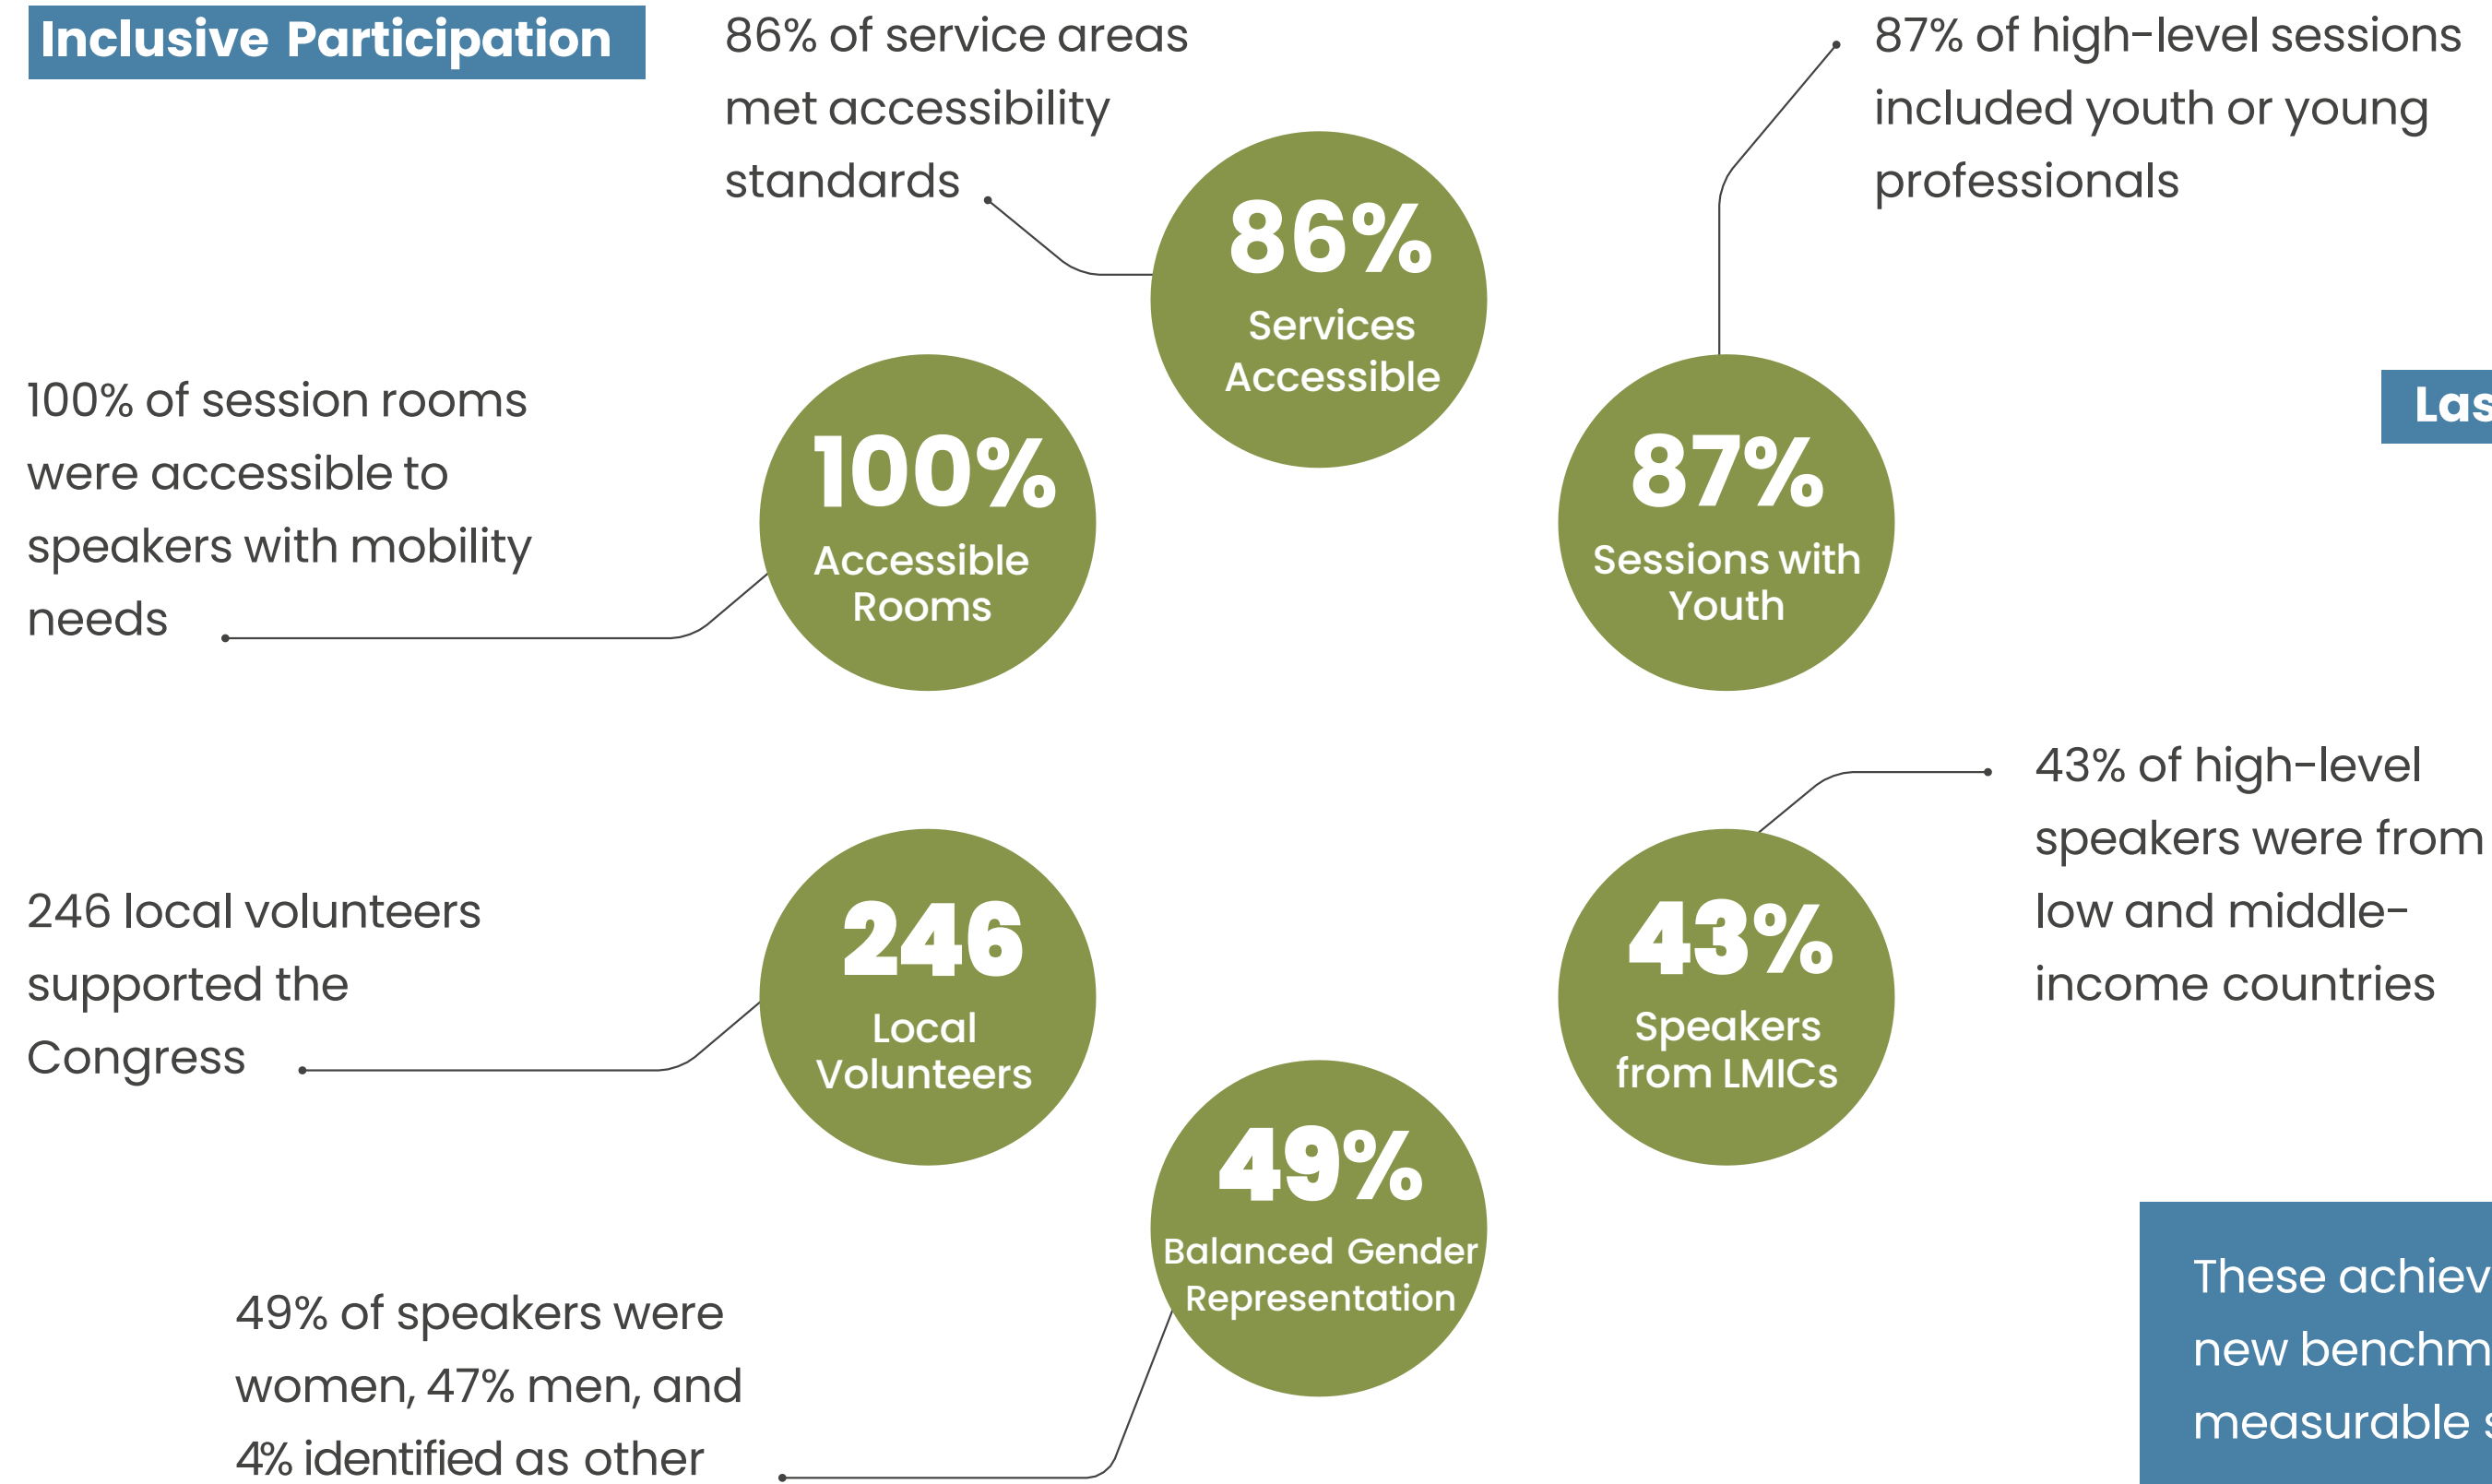 Inclusive Participation
86% of service areas
met accessibility
standards
87% of high-level sessions
included youth or young
professionals
86%
Services
Accessible
100% of session rooms
were accessible to
speakers with mobility
needs
100%
Accessible
Rooms
87%
Sessions with
Youth
43% of high-level
speakers were from
low and middle-
income countries
246 local volunteers
supported the
Congress
246
Local
Volunteers
43%
Speakers
from LMICs
49%
Balanced Gender
Representation
49% of speakers were
women, 47% men, and
4% identified as other
These
new
measurable